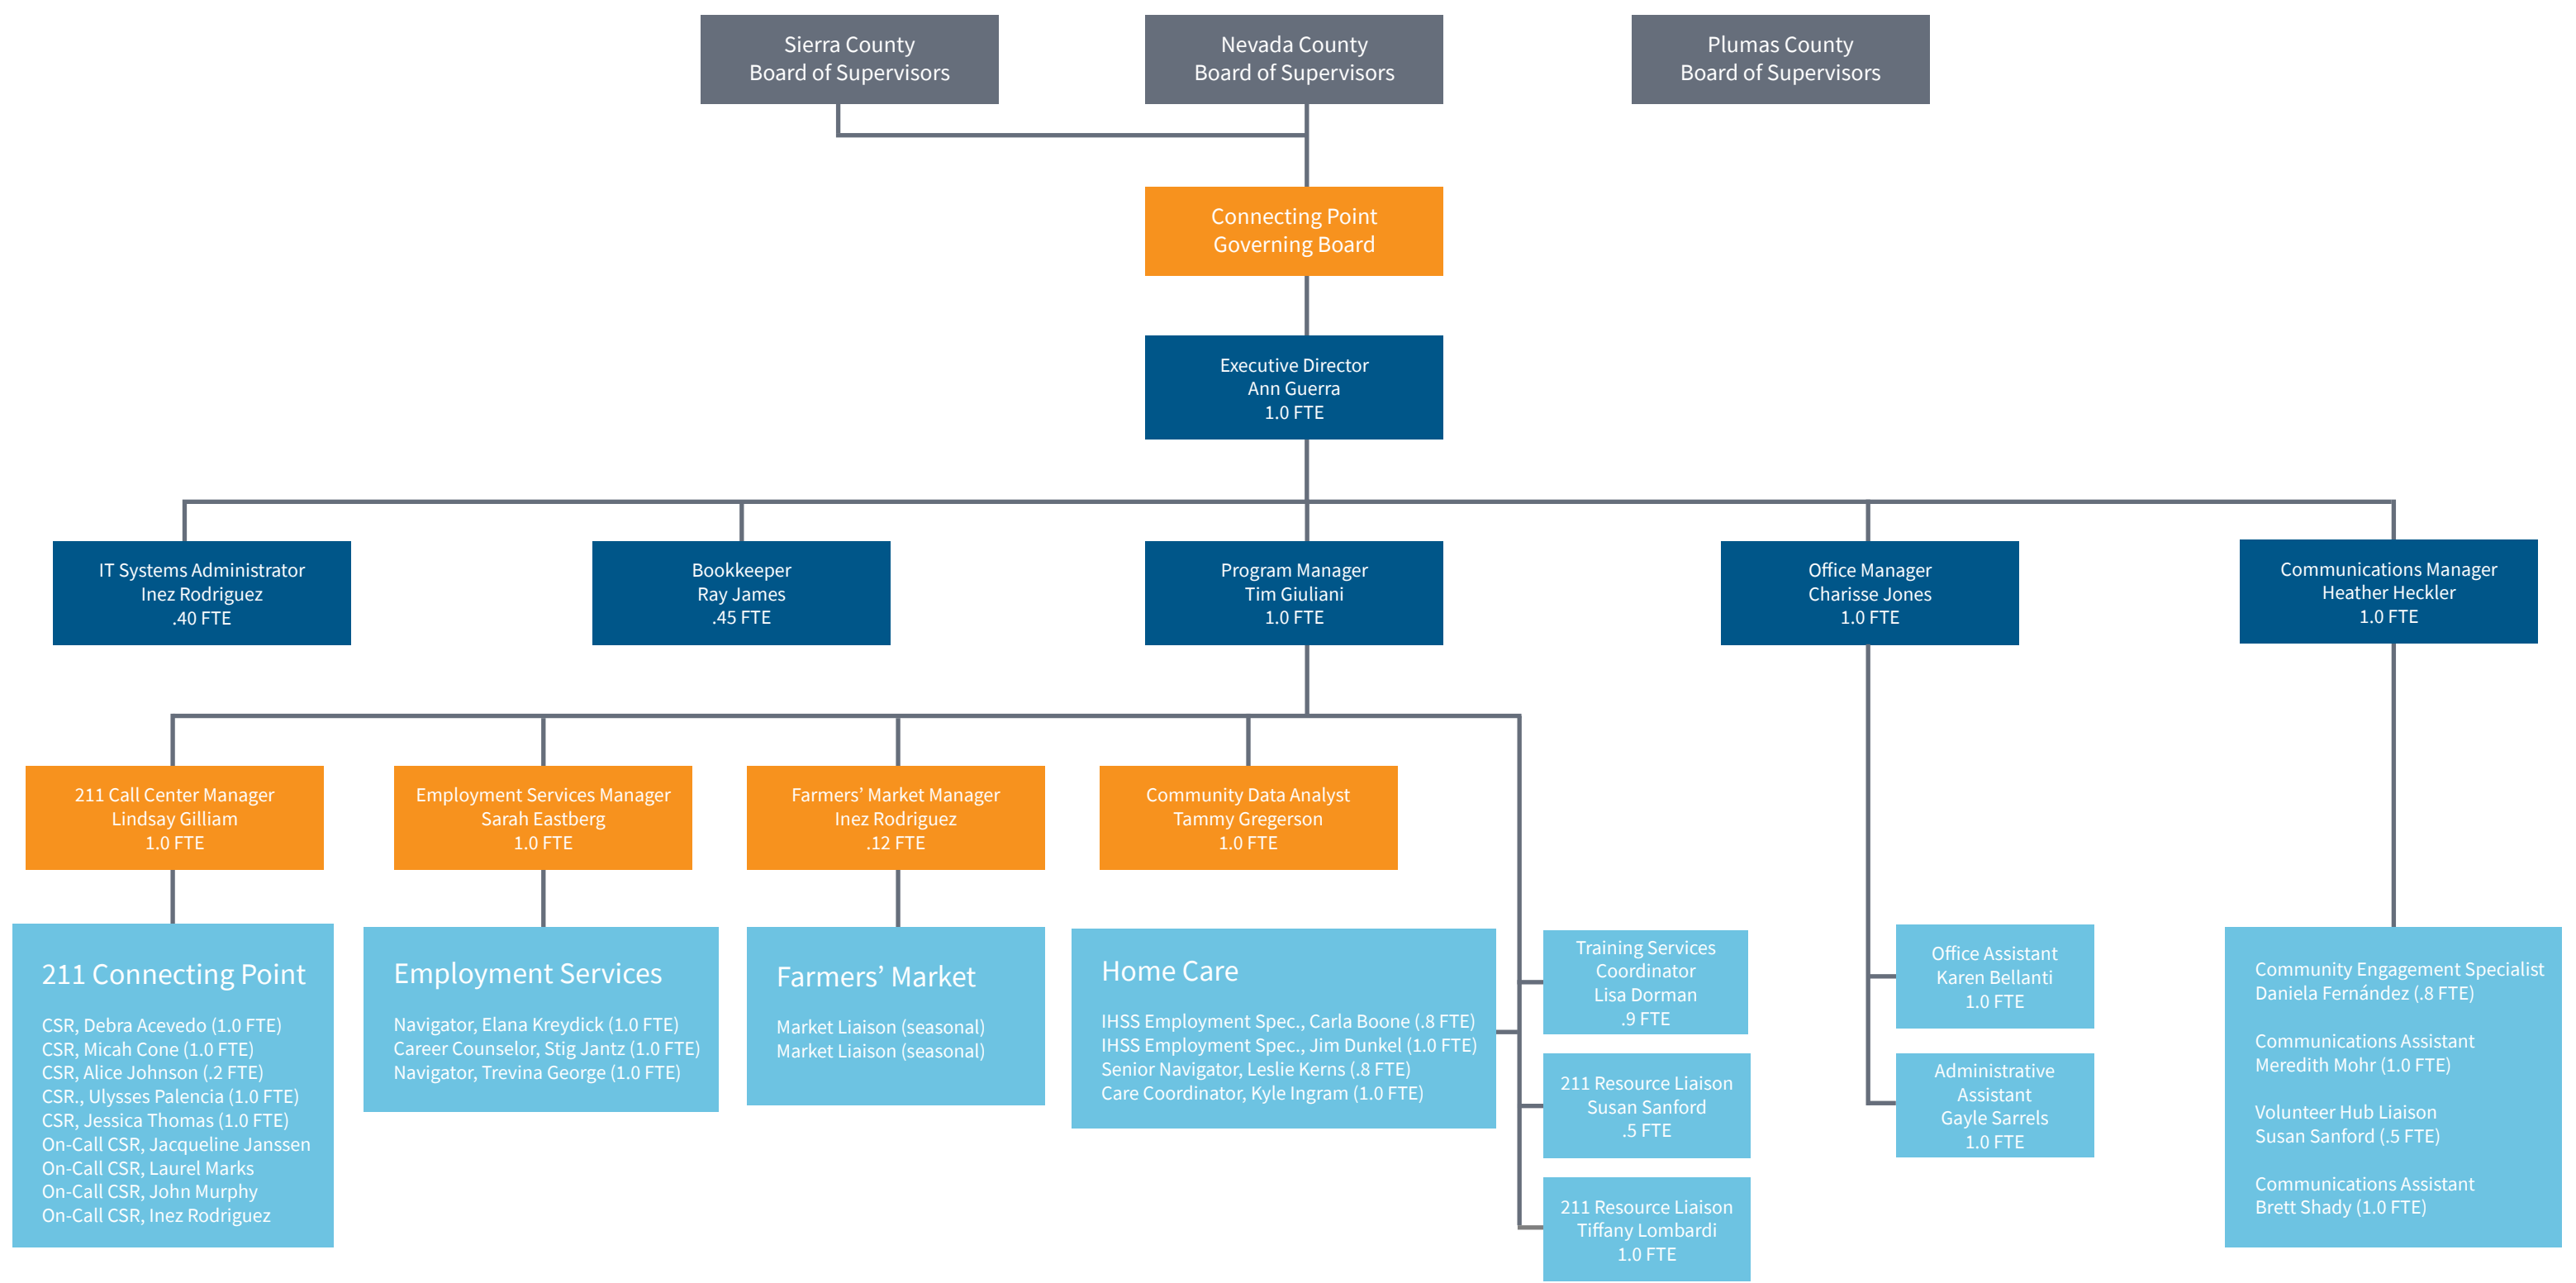 Sierra County
Board of Supervisors
Nevada County
Board of Supervisors
Plumas County
Board of Supervisors
Connecting Point
Governing Board
Executive Director
Ann Guerra
1.0 FTE
IT Systems Administrator
Inez Rodriguez
.40 FTE
Bookkeeper
Ray James
.45 FTE
Program Manager
Tim Giuliani
1.0 FTE
Office Manager
Charisse Jones
1.0 FTE
Communications Manager
Heather Heckler
1.0 FTE
211 Call Center Manager
Lindsay Gilliam
1.0 FTE
Employment Services Manager
Sarah Eastberg
1.0 FTE
Farmers’ Market Manager
Inez Rodriguez
.12 FTE
Community Data Analyst
Tammy Gregerson
1.0 FTE
211 Connecting Point
CSR, Debra Acevedo (1.0 FTE)
CSR, Micah Cone (1.0 FTE)
CSR, Alice Johnson (.2 FTE)
CSR., Ulysses Palencia (1.0 FTE)
CSR, Jessica Thomas (1.0 FTE)
On-Call CSR, Jacqueline Janssen
On-Call CSR, Laurel Marks
On-Call CSR, John Murphy
On-Call CSR, Inez Rodriguez
Employment Services
Navigator, Elana Kreydick (1.0 FTE)
Career Counselor, Stig Jantz (1.0 FTE)
Navigator, Trevina George (1.0 FTE)
Farmers’ Market
Market Liaison (seasonal)
Market Liaison (seasonal)
Home Care
IHSS Employment Spec., Carla Boone (.8 FTE)
IHSS Employment Spec., Jim Dunkel (1.0 FTE)
Senior Navigator, Leslie Kerns (.8 FTE)
Care Coordinator, Kyle Ingram (1.0 FTE)
Training Services
Coordinator
Lisa Dorman
.9 FTE
211 Resource Liaison
Susan Sanford
.5 FTE
211 Resource Liaison
Tiffany Lombardi
1.0 FTE
Office Assistant
Karen Bellanti
1.0 FTE
Administrative
Assistant
Gayle Sarrels
1.0 FTE
Community Engagement Specialist
Daniela Fernández (.8 FTE)
Communications Assistant
Meredith Mohr (1.0 FTE)
Volunteer Hub Liaison
Susan Sanford (.5 FTE)
Communications Assistant
Brett Shady (1.0 FTE)